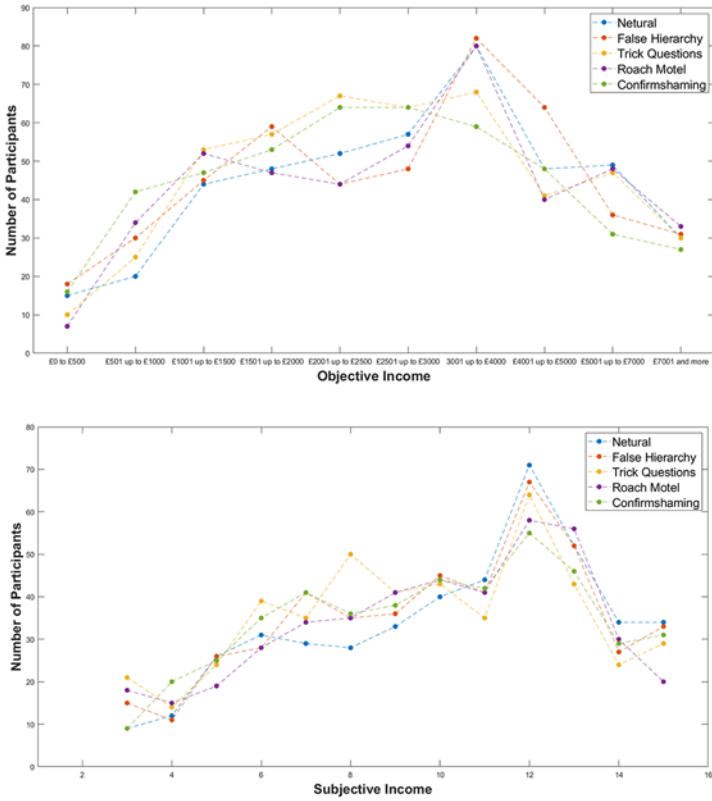 90
80
70
60
50
40
30
20
10
0
Number of Participants
Netural
False Hierarchy
Trick Questions
Roach Motel
Confirmshaming
£0 to £500 £501 up to £1000 £1001 up to £1500 £1501 up to £2000 £2001 up to £2500 £2501 up to £3000 3001 up to £4000 £4001 up to £5000 £5001 up to £7000 £7001 and more
Objective Income
80
70
60
50
40
30
20
10
0
Number of Participants
Netural
False Hierarchy
Trick Questions
Roach Motel
Confirmshaming
2 4 6 8 10 12 14 16
Subjective Income